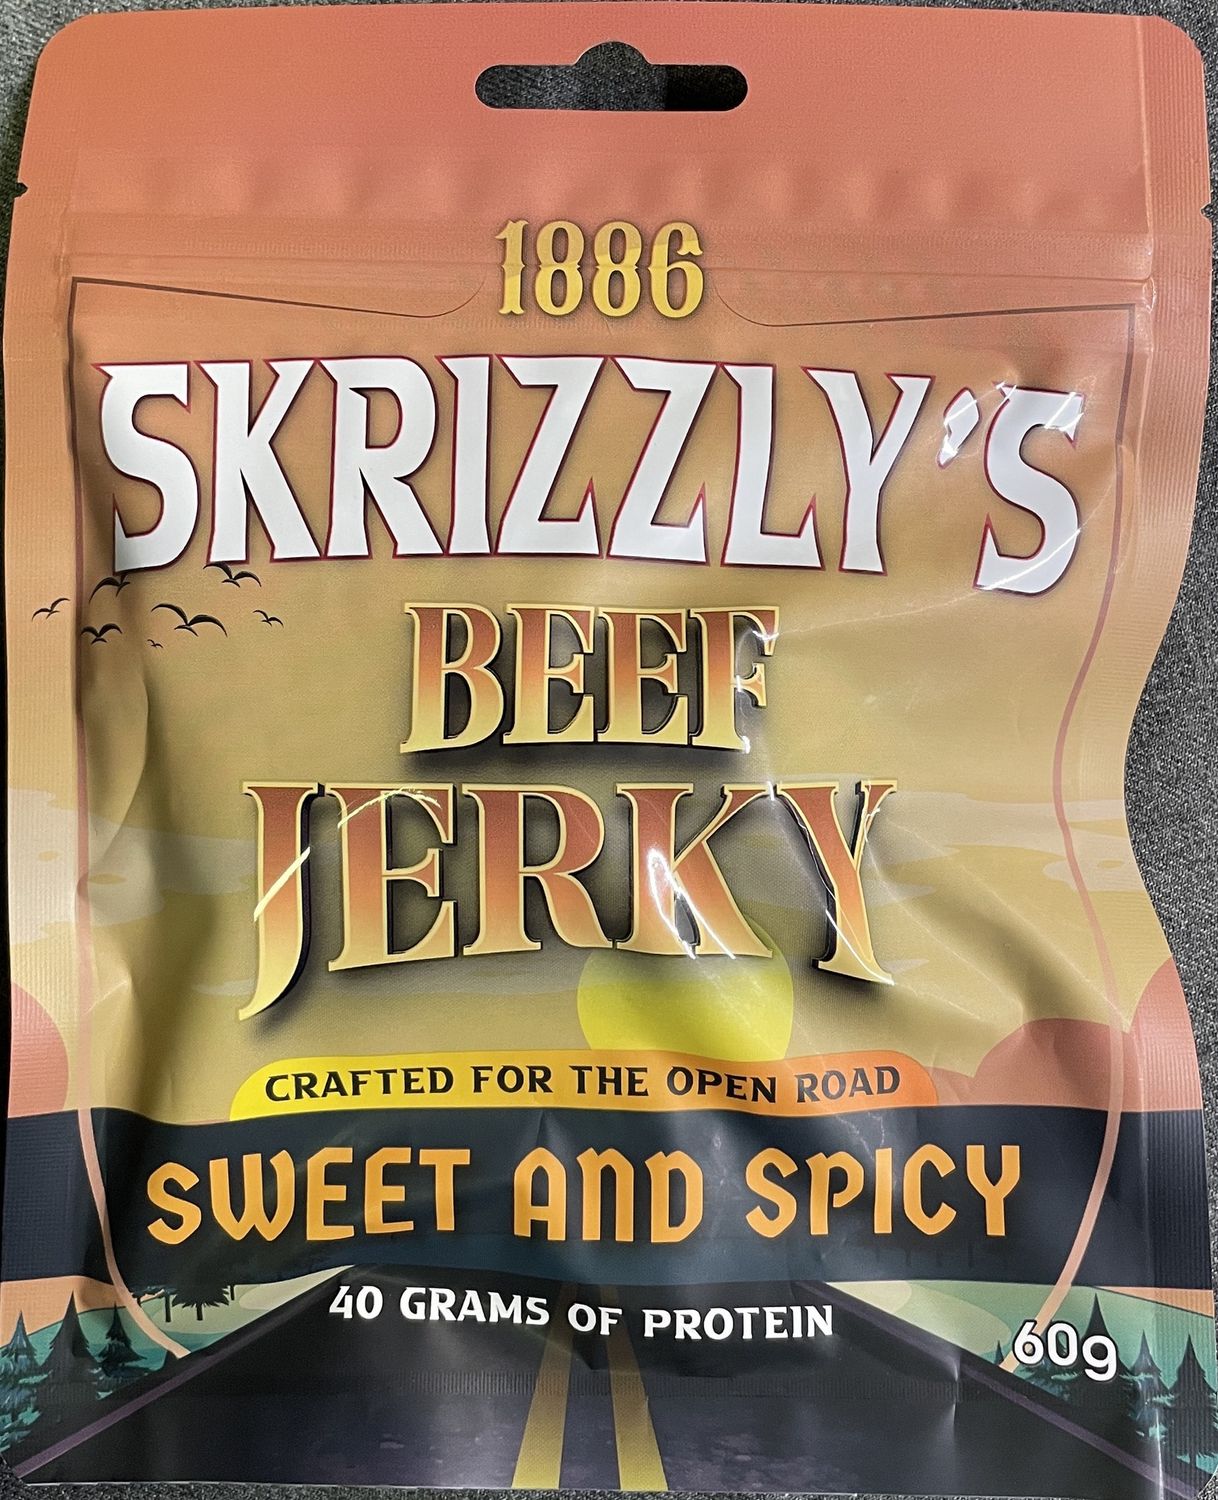 1886
SKRIZZLY'S
BEEF
JERKY
CRAFTED FOR THE OPEN ROAD
SWEET AND SPICY
40 GRAMS OF PROTEIN
60g